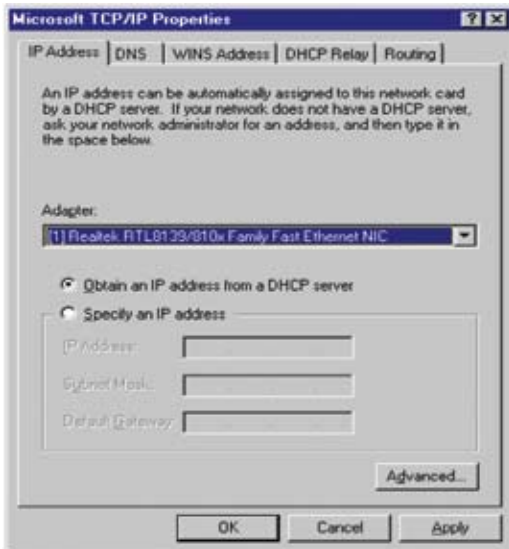 Microsoft TCP/IP Properties
IP Address DNS WINS Address DHCP Relay Routing
An IP address can be automatically assigned to this network card
by a DHCP server. If your network does not have a DHCP server,
ask your network administrator for an address, and then type it in
the space below.
Adapter:
[1] Realtek RTL8139/810x Family Fast Ethernet NIC
Obtain an IP address from a DHCP server
Specify an IP address
IP Address:
Subnet Mask:
Default Gateway:
Advanced...
OK Cancel Apply